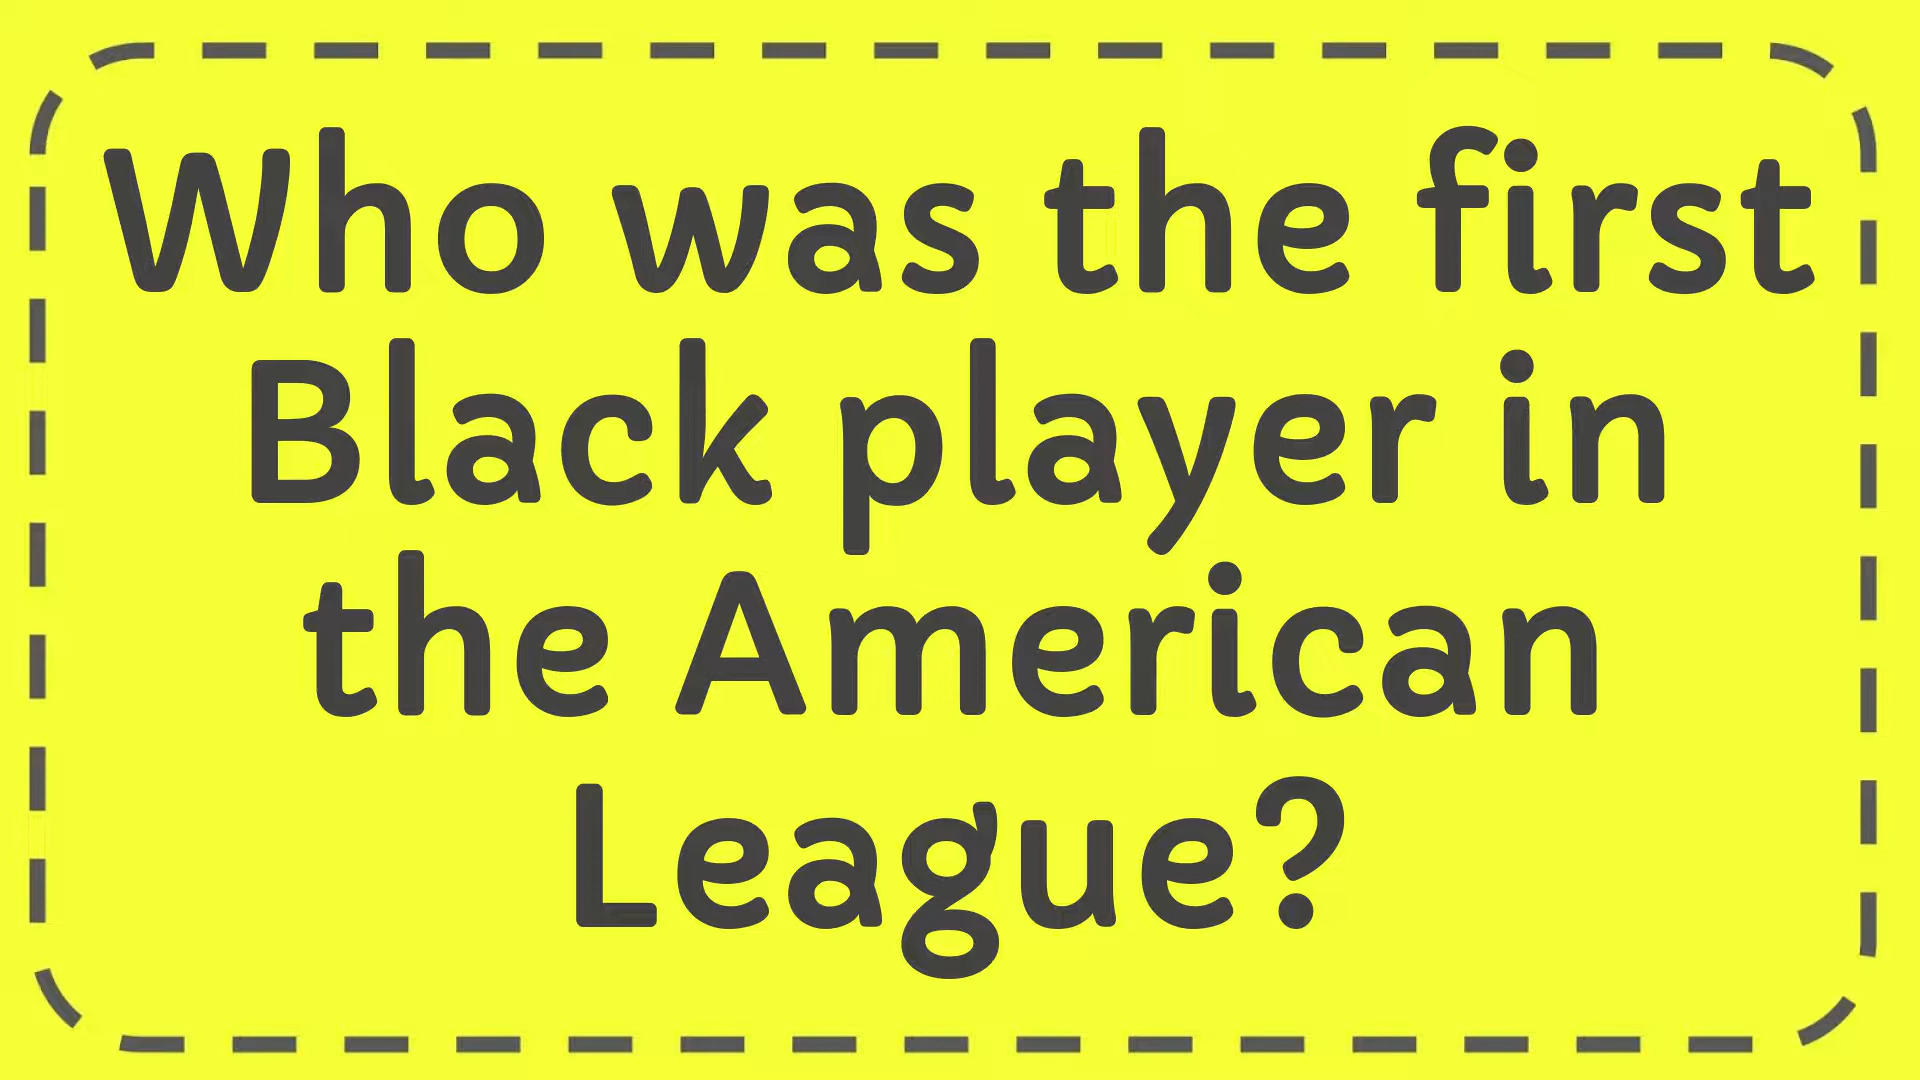 Who was the first
Black player in
the American
League?